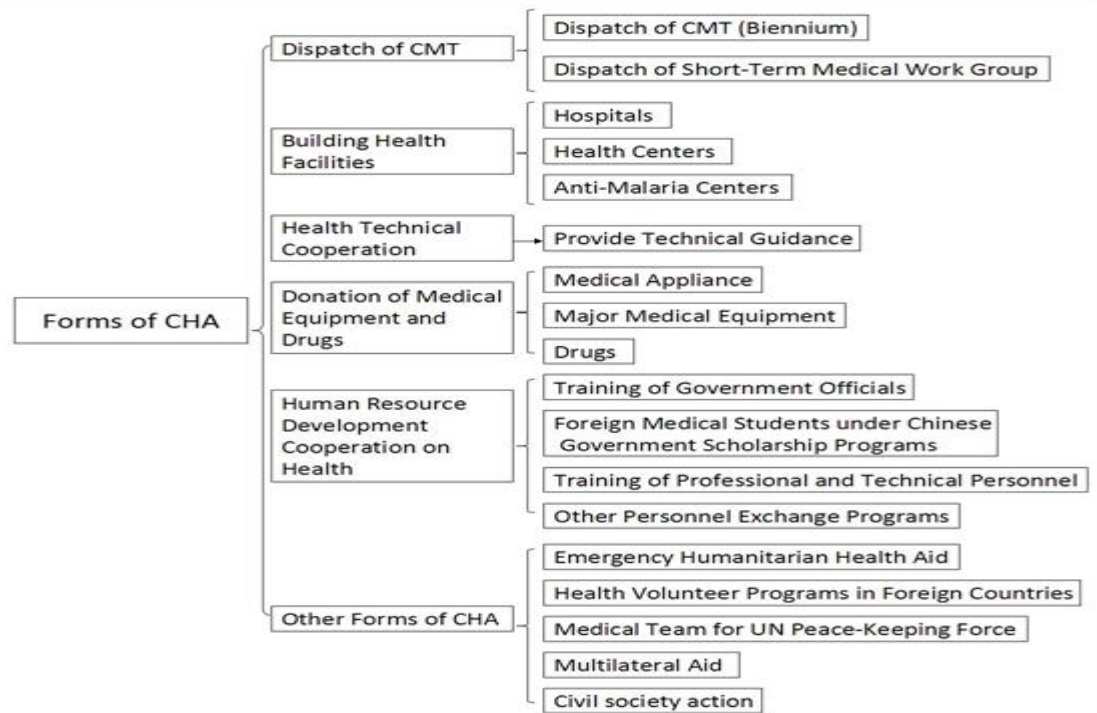 Forms of CHA
Dispatch of CMT
Dispatch of CMT (Biennium)
Dispatch of Short-Term Medical Work Group
Building Health
Facilities
Hospitals
Health Centers
Anti-Malaria Centers
Health Technical
Cooperation
Provide Technical Guidance
Donation of Medical
Equipment and
Drugs
Medical Appliance
Major Medical Equipment
Drugs
Human Resource
Development
Cooperation on
Health
Training of Government Officials
Foreign Medical Students under Chinese
Government Scholarship Programs
Training of Professional and Technical Personnel
Other Personnel Exchange Programs
Other Forms of CHA
Emergency Humanitarian Health Aid
Health Volunteer Programs in Foreign Countries
Medical Team for UN Peace-Keeping Force
Multilateral Aid
Civil society action